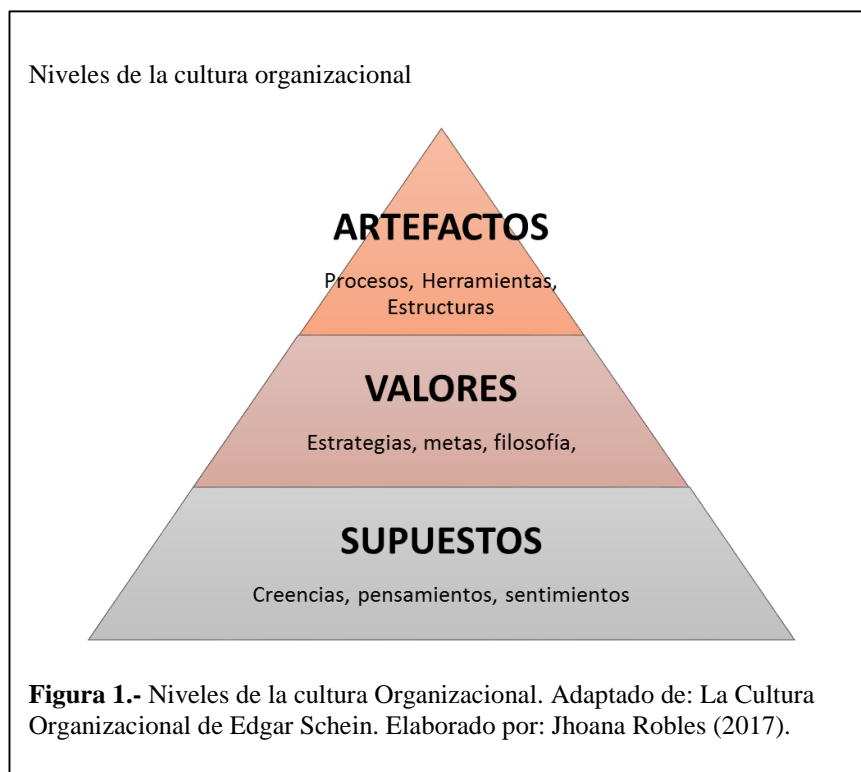 Niveles de la cultura organizacional
ARTEFACTOS
Procesos, Herramientas,
Estructuras
VALORES
Estrategias, metas, filosofía,
SUPUESTOS
Creencias, pensamientos, sentimientos
Figura 1.- Niveles de la cultura Organizacional. Adaptado de: La Cultura
Organizacional de Edgar Schein. Elaborado por: Jhoana Robles (2017).